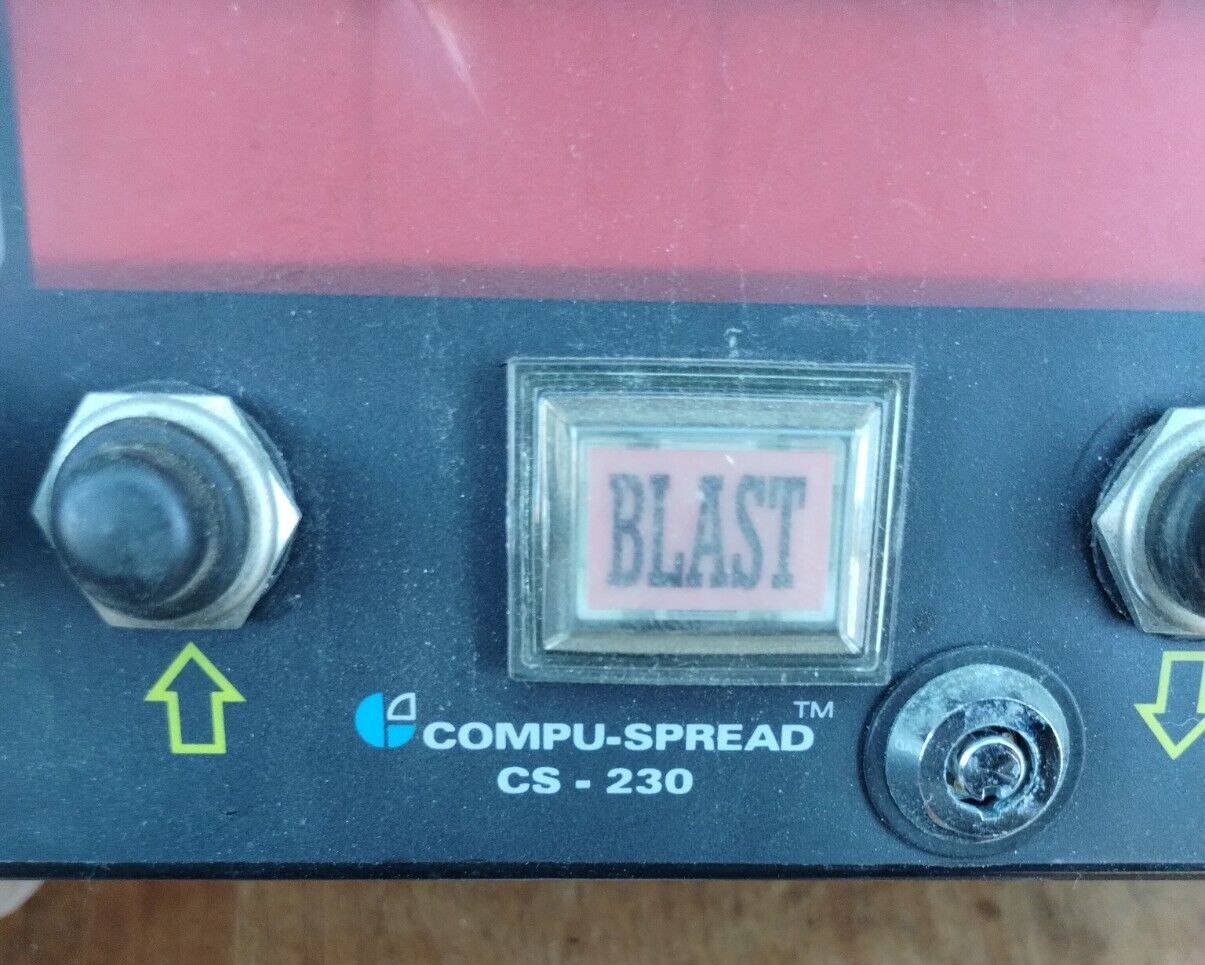 BLAST
COMPU-SPREAD™
CS - 230